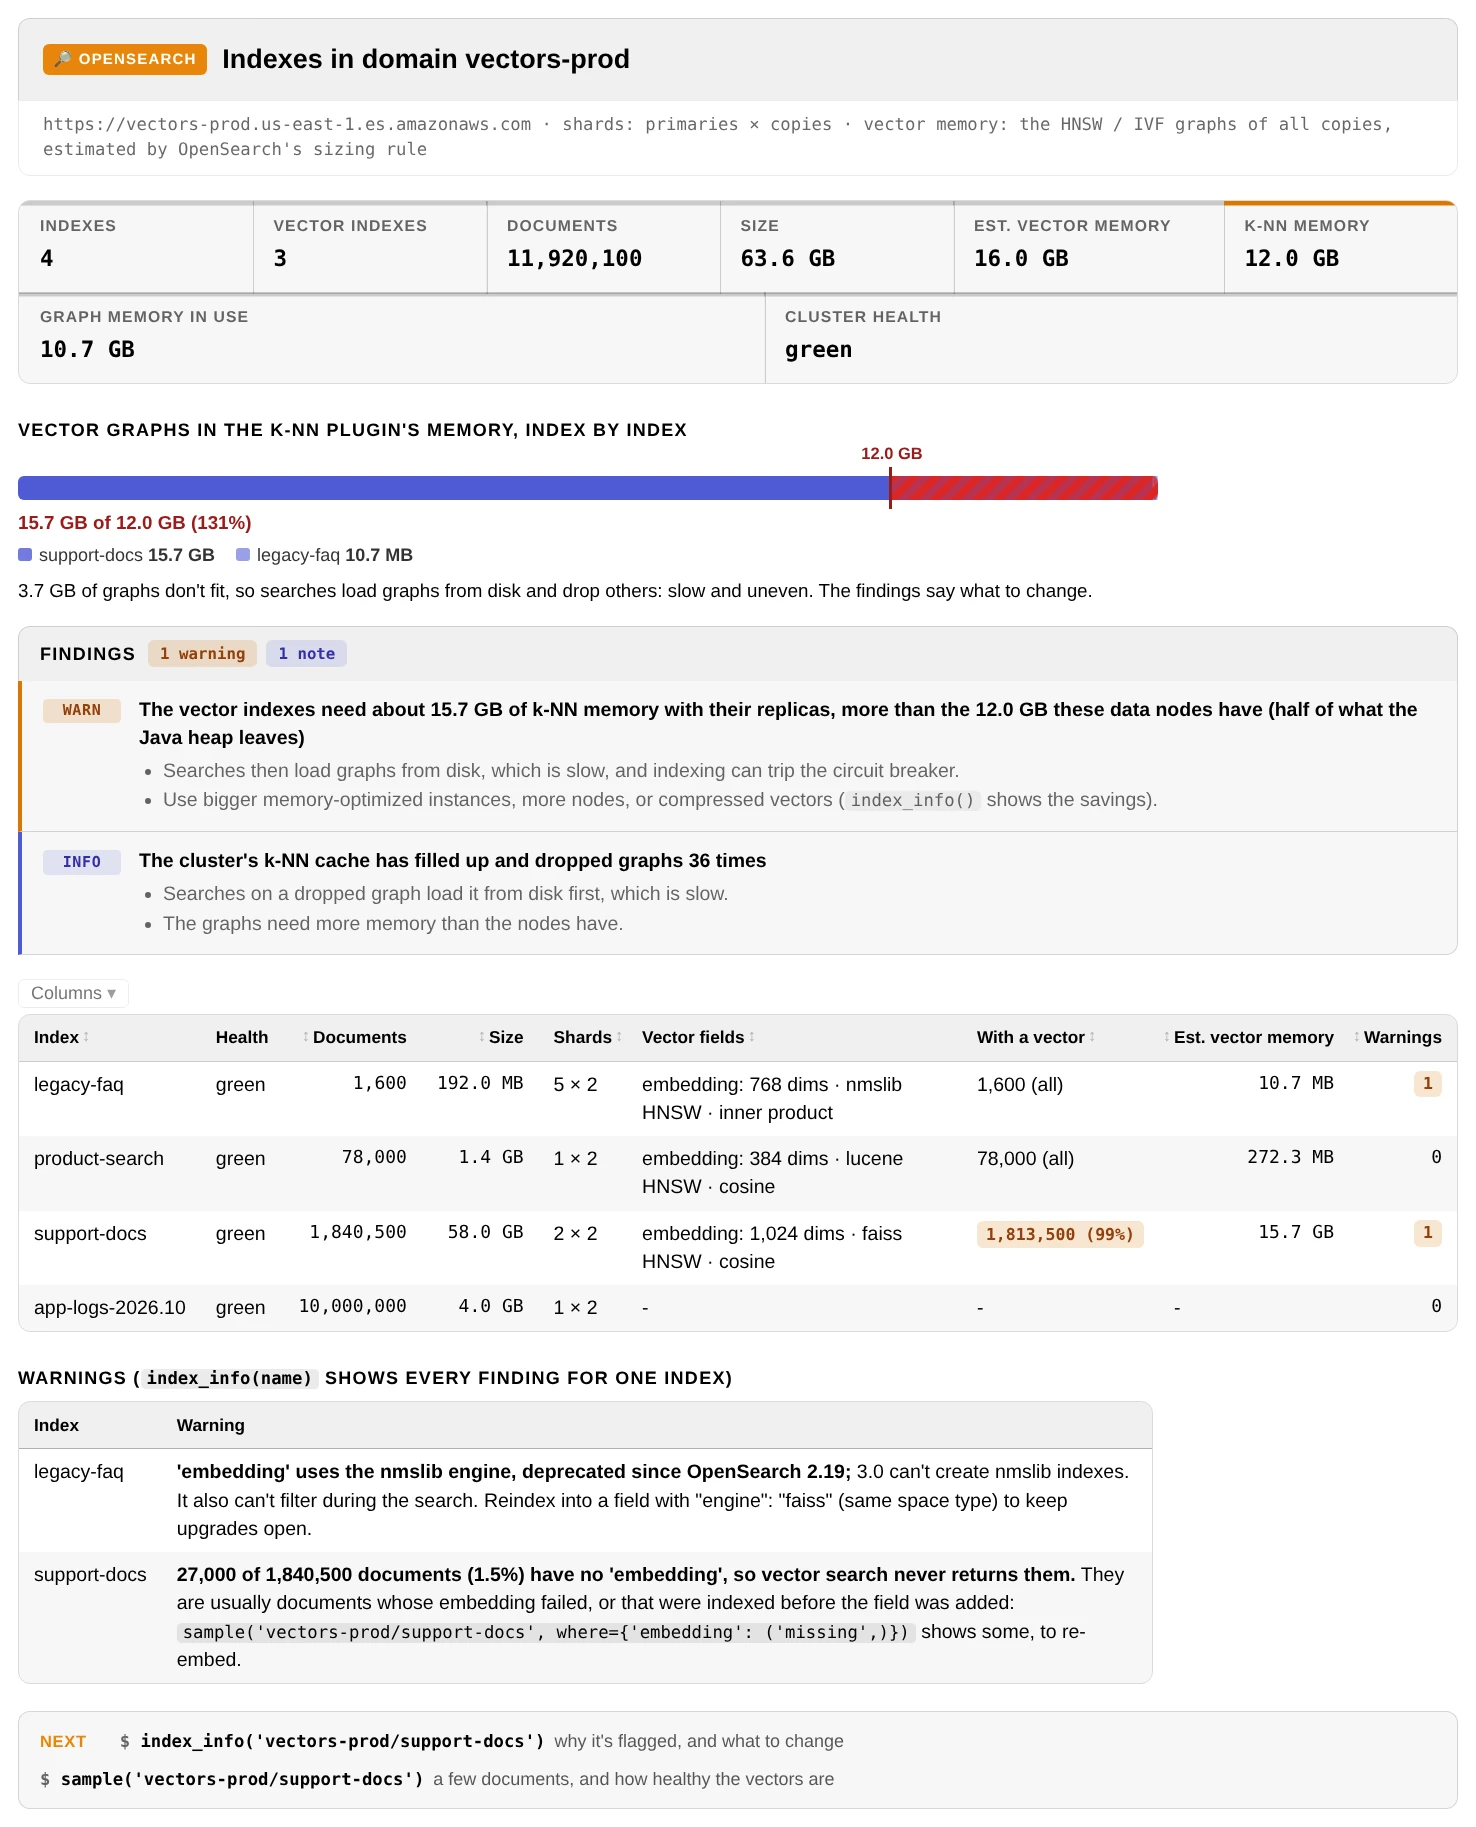 🔎 OPENSEARCH Indexes in domain vectors-prod
https://vectors-prod.us-east-1.es.amazonaws.com · shards: primaries × copies · vector memory: the HNSW / IVF graphs of all copies,
estimated by OpenSearch's sizing rule
INDEXES VECTOR INDEXES DOCUMENTS SIZE EST. VECTOR MEMORY K-NN MEMORY
4 3 11,920,100 63.6 GB 16.0 GB 12.0 GB
GRAPH MEMORY IN USE CLUSTER HEALTH
10.7 GB green
VECTOR GRAPHS IN THE K-NN PLUGIN'S MEMORY, INDEX BY INDEX
12.0 GB
15.7 GB of 12.0 GB (131%)
support-docs 15.7 GB legacy-faq 10.7 MB
3.7 GB of graphs don't fit, so searches load graphs from disk and drop others: slow and uneven. The findings say what to change.
FINDINGS 1 warning 1 note
WARN The vector indexes need about 15.7 GB of k-NN memory with their replicas, more than the 12.0 GB these data nodes have (half of what the
Java heap leaves)
• Searches then load graphs from disk, which is slow, and indexing can trip the circuit breaker.
• Use bigger memory-optimized instances, more nodes, or compressed vectors (index_info() shows the savings).
INFO The cluster's k-NN cache has filled up and dropped graphs 36 times
• Searches on a dropped graph load it from disk first, which is slow.
• The graphs need more memory than the nodes have.
Columns ▾
Index ↕ Health ↕ Documents ↕ Size Shards ↕ Vector fields ↕ With a vector ↕ ↕ Est. vector memory ↕ Warnings
legacy-faq green 1,600 192.0 MB 5 × 2 embedding: 768 dims · nmslib 1,600 (all) 10.7 MB 1
HNSW · inner product
product-search green 78,000 1.4 GB 1 × 2 embedding: 384 dims · lucene 78,000 (all) 272.3 MB 0
HNSW · cosine
support-docs green 1,840,500 58.0 GB 2 × 2 embedding: 1,024 dims · faiss 1,813,500 (99%) 15.7 GB 1
HNSW · cosine
app-logs-2026.10 green 10,000,000 4.0 GB 1 × 2 - - - 0
WARNINGS (index_info(name) SHOWS EVERY FINDING FOR ONE INDEX)
Index Warning
legacy-faq 'embedding' uses the nmslib engine, deprecated since OpenSearch 2.19; 3.0 can't create nmslib indexes.
It also can't filter during the search. Reindex into a field with "engine": "faiss" (same space type) to keep
upgrades open.
support-docs 27,000 of 1,840,500 documents (1.5%) have no 'embedding', so vector search never returns them. They
are usually documents whose embedding failed, or that were indexed before the field was added:
sample('vectors-prod/support-docs', where={'embedding': ('missing',)}) shows some, to re-
embed.
NEXT $ index_info('vectors-prod/support-docs') why it's flagged, and what to change
$ sample('vectors-prod/support-docs') a few documents, and how healthy the vectors are